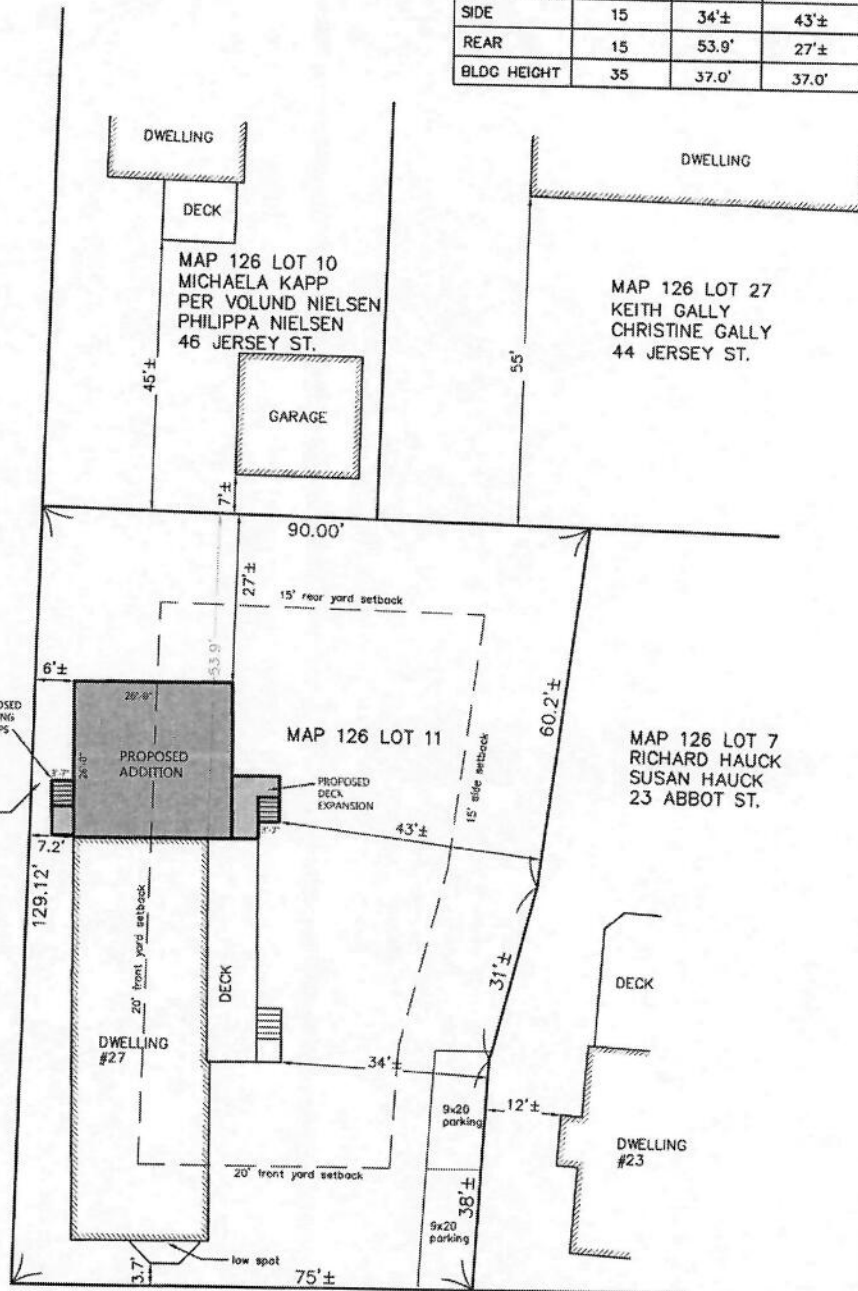 SIDE 15 34'± 43'±
REAR 15 53.9' 27'±
BLDG HEIGHT 35 37.0' 37.0'
DWELLING
DWELLING
DECK
MAP 126 LOT 10
MICHAELA KAPP
PER VOLUND NIELSEN
PHILIPPA NIELSEN
46 JERSEY ST.
MAP 126 LOT 27
KEITH GALLY
CHRISTINE GALLY
44 JERSEY ST.
45'±
55'
GARAGE
7'±
90.00'
27'±
15' rear yard setback
53.9'
6'±
60.2'±
MAP 126 LOT 11
MAP 126 LOT 7
RICHARD HAUCK
SUSAN HAUCK
23 ABBOT ST.
PROPOSED
ADDITION
26'-0"
3'-7"
PROPOSED
DECK
EXPANSION
3'-7"
15' side setback
43'±
7.2'
129.12'
20' front yard setback
DECK
31'±
DECK
DWELLING
#27
34'±
9x20
parking
12'±
DWELLING
#23
20' front yard setback
38'±
9x20
parking
low spot
3.7'
75'±